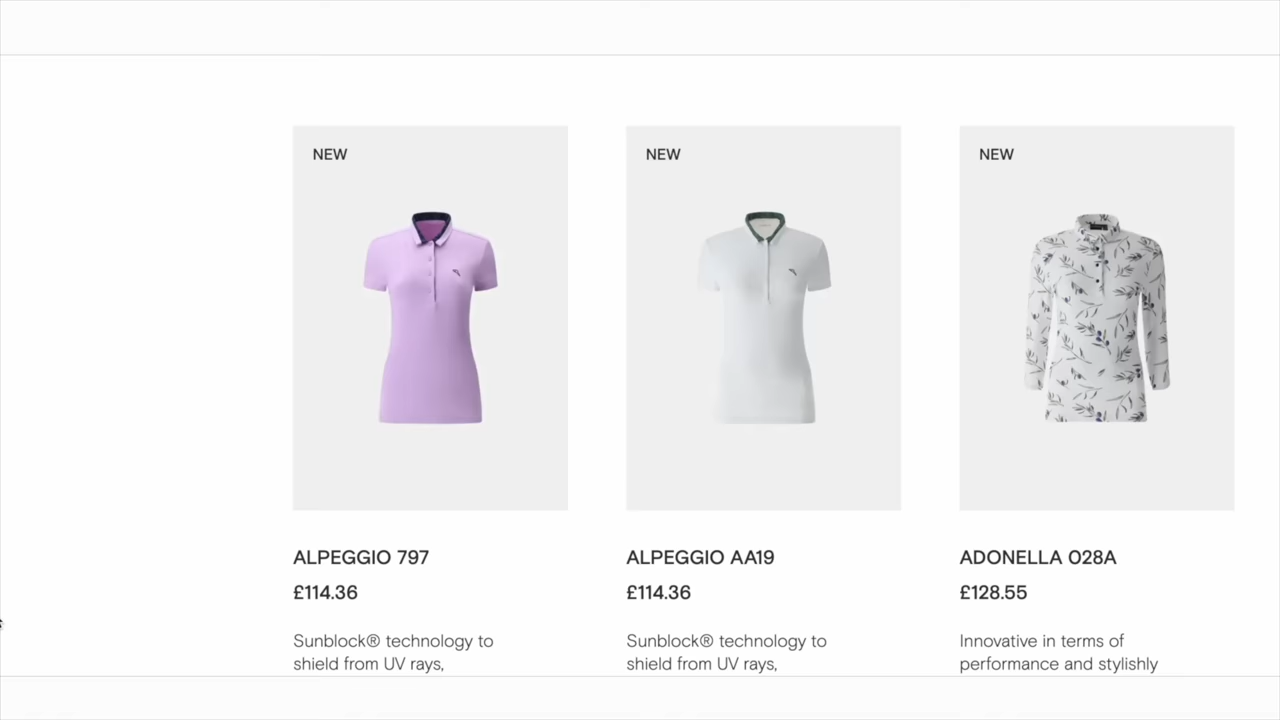 NEW
NEW
NEW
ALPEGGIO 797
£114.36
Sunblock® technology to
shield from UV rays,
ALPEGGIO AA19
£114.36
Sunblock® technology to
shield from UV rays,
ADONELLA 028A
£128.55
Innovative in terms of
performance and stylishly